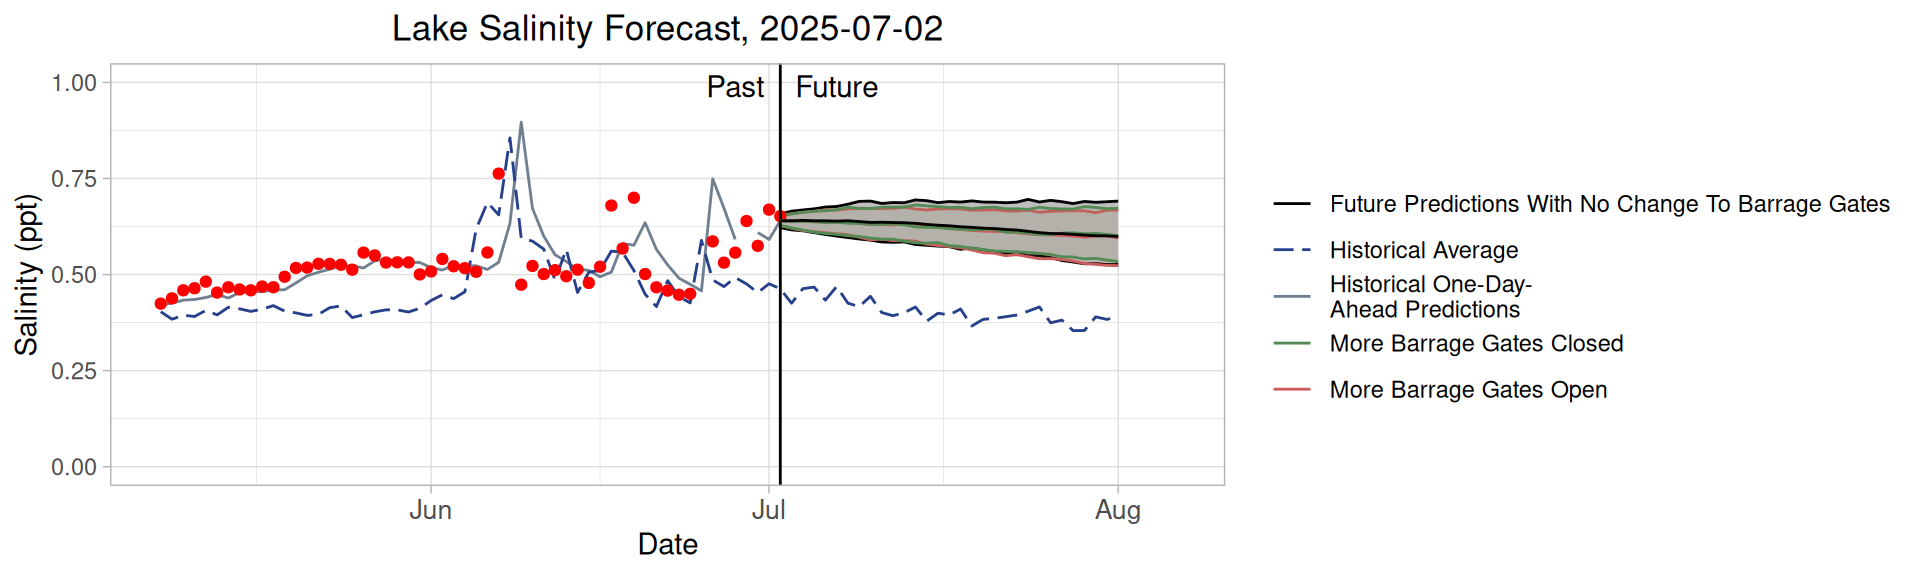 Lake Salinity Forecast, 2025-07-02
Past
Future
1.00
0.75
0.50
0.25
0.00
Salinity (ppt)
Jun
Jul
Aug
Date
Future Predictions With No Change To Barrage Gates
Historical Average
Historical One-Day-
Ahead Predictions
More Barrage Gates Closed
More Barrage Gates Open